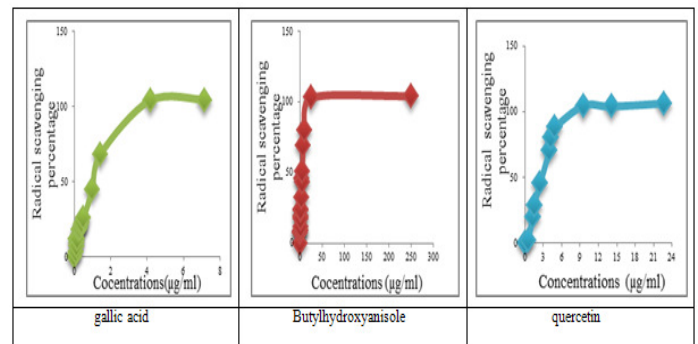 150
100
50
0
0
2
4
6
8
Radical scavenging
percentage
Cocentrations(µg/ml)
150
100
50
0
0
50
100
150
200
250
300
Radical scavenging
percentage
Cocentrations (µg/ml)
150
100
50
0
0
3
6
9
12
15
18
21
24
Radical scavenging
percentage
Concentrations (µg/ml)
gallic acid
Butylhydroxyanisole
quercetin